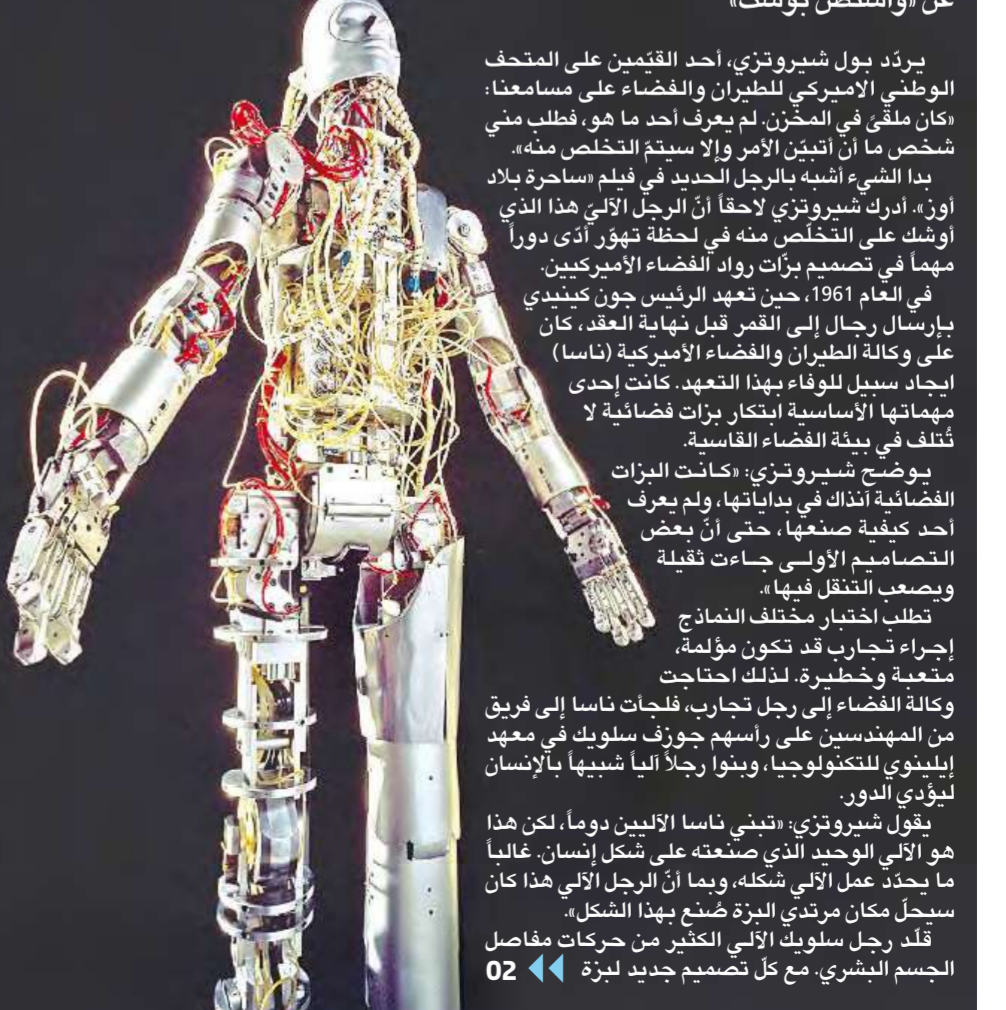 عن «واشنطن بوست»
يردّد بول شيروتزي، أحد القيّمين على المتحف
الوطني الاميركي للطيران والفضاء على مسامعنا:
«كان ملقىً في المخزن. لم يعرف أحد ما هو، فطلب مني
شخص ما أن أتبيّن الأمر وإلا سيتمّ التخلص منه».
بدا الشيء أشبه بالرجل الحديد في فيلم «ساحرة بلاد
أوز». أدرك شيروتزي لاحقاً أنّ الرجل الآليّ هذا الذي
أوشك على التخلّص منه في لحظة تهوّر أدّى دوراً
مهماً في تصميم بزّات رواد الفضاء الأميركيين.
في العام 1961، حين تعهد الرئيس جون كينيدي
بإرسال رجال إلى القمر قبل نهاية العقد، كان
على وكالة الطيران والفضاء الأميركية (ناسا)
ايجاد سبيل للوفاء بهذا التعهد. كانت إحدى
مهماتها الأساسية ابتكار بزات فضائية لا
تُتلف في بيئة الفضاء القاسية.
يوضح شيروتزي: «كانت البزات
الفضائية آنذاك في بداياتها، ولم يعرف
أحد كيفية صنعها، حتى أنّ بعض
التصاميم الأولى جاءت ثقيلة
ويصعب التنقل فيها».
تطلب اختبار مختلف النماذج
إجراء تجارب قد تكون مؤلمة،
متعبة وخطيرة. لذلك احتاجت
وكالة الفضاء إلى رجل تجارب، فلجأت ناسا إلى فريق
من المهندسين على رأسهم جوزف سلويك في معهد
إيلينوي للتكنولوجيا، وبنوا رجلاً آلياً شبيهاً بالإنسان
ليؤدي الدور.
يقول شيروتزي: «تبني ناسا الآليين دوماً، لكن هذا
هو الآلي الوحيد الذي صنعته على شكل إنسان. غالباً
ما يحدّد عمل الآلي شكله، وبما أنّ الرجل الآلي هذا كان
سيحلّ مكان مرتدي البزة صُنع بهذا الشكل».
قلّد رجل سلويك الآلي الكثير من حركات مفاصل
الجسم البشري. مع كلّ تصميم جديد لبزة 02